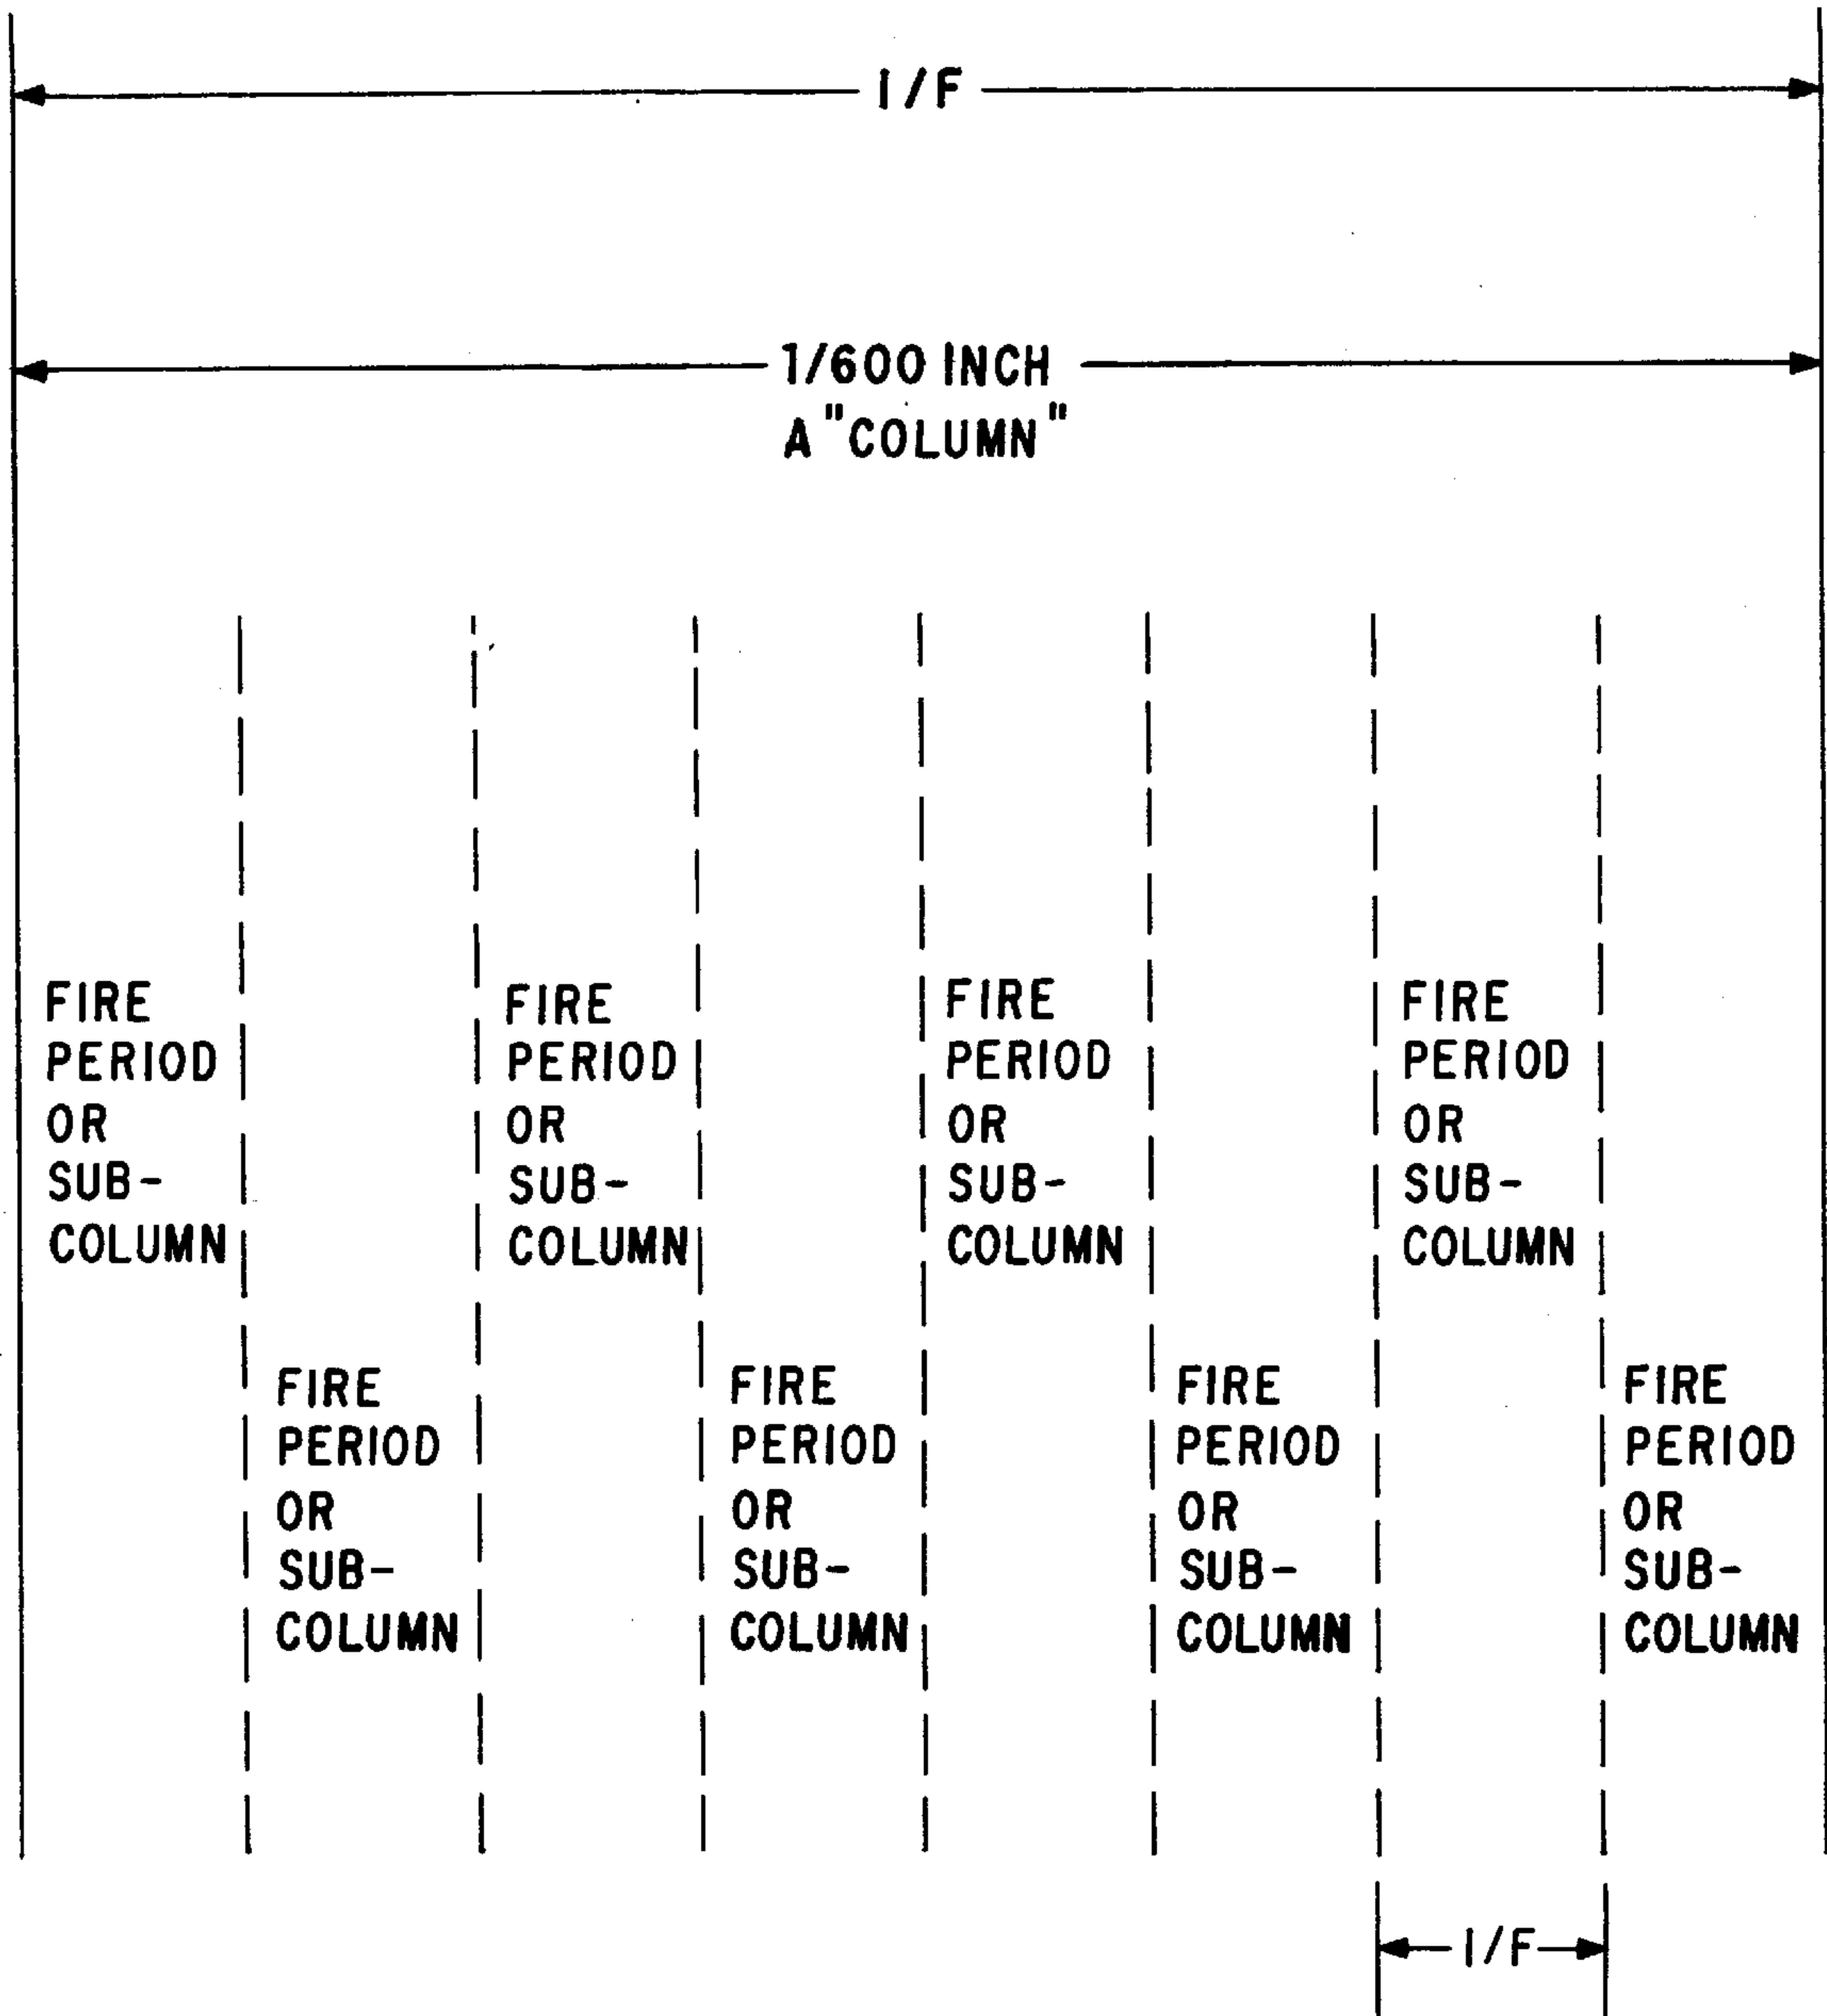 1/F
1/600 INCH
A "COLUMN"
FIRE
PERIOD
OR
SUB-
COLUMN
FIRE
PERIOD
OR
SUB-
COLUMN
FIRE
PERIOD
OR
SUB-
COLUMN
FIRE
PERIOD
OR
SUB-
COLUMN
FIRE
PERIOD
OR
SUB-
COLUMN
FIRE
PERIOD
OR
SUB-
COLUMN
FIRE
PERIOD
OR
SUB-
COLUMN
FIRE
PERIOD
OR
SUB-
COLUMN
1/F